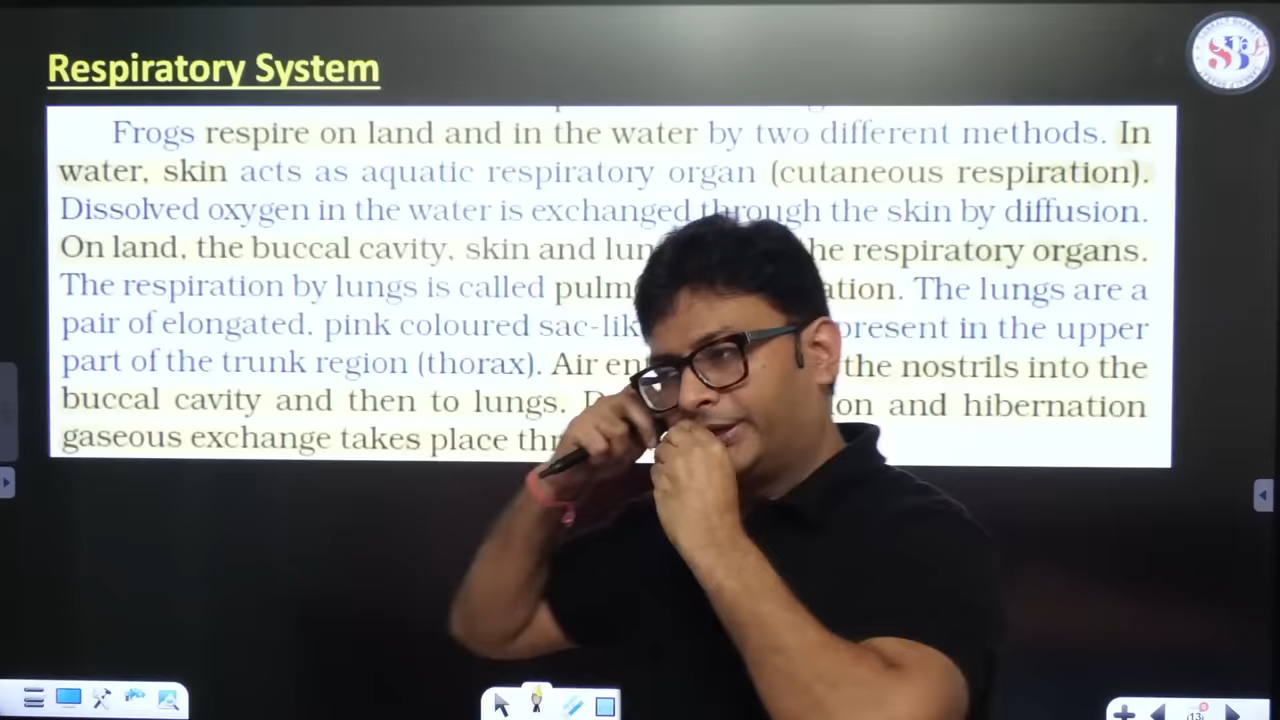 Respiratory System
Frogs respire on land and in the water by two different methods. In
water, skin acts as aquatic respiratory organ (cutaneous respiration).
Dissolved oxygen in the water is exchanged through the skin by diffusion.
On land, the buccal cavity, skin and lun he respiratory organs.
The respiration by lungs is called pulm ation. The lungs are a
pair of elongated, pink coloured sac-lik present in the upper
part of the trunk region (thorax). Air en the nostrils into the
buccal cavity and then to lungs. D on and hibernation
gaseous exchange takes place thr
13